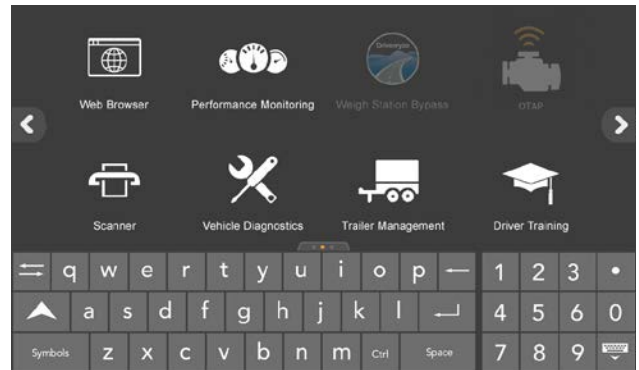 Drivewyze
Web Browser Performance Monitoring Weigh Station Bypass OTAP
Scanner Vehicle Diagnostics Trailer Management Driver Training
q w e r t y u i o p 1 2 3 •
a s d f g h j k l 4 5 6 0
Symbols z x c v b n m Ctrl Space 7 8 9